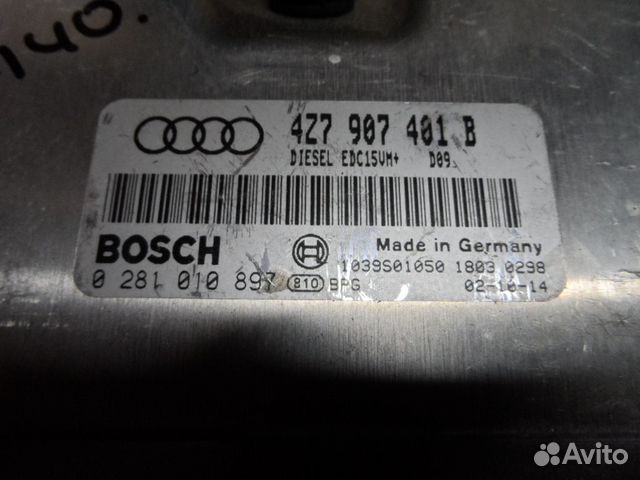 140.
4Z7 907 401 B
DIESEL EDC15VM+ D09
BOSCH
Made in Germany
0 281 010 897
810
BPG
1039S01050 1803 0298
02-10-14
Avito